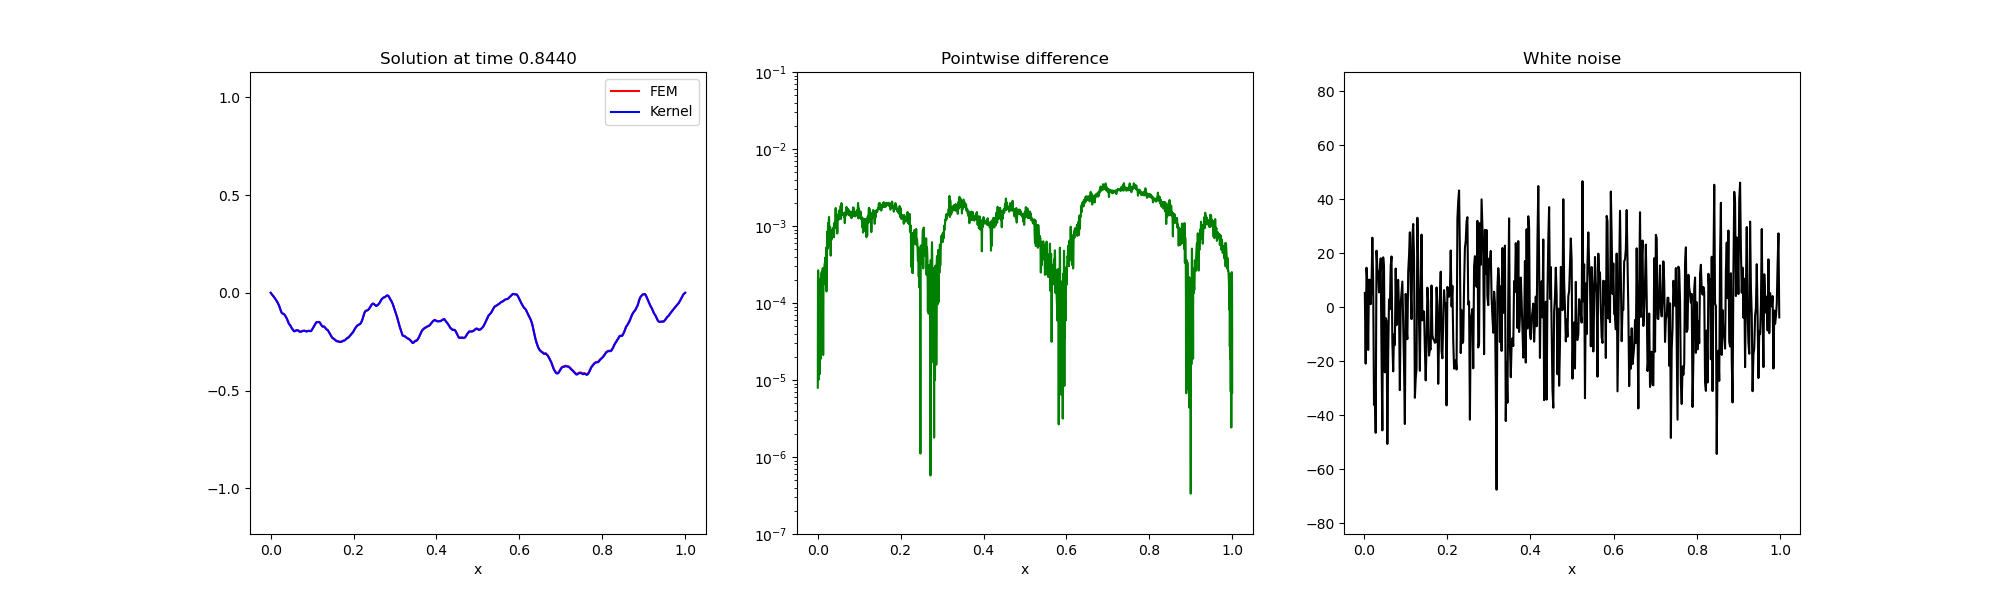 Solution at time 0.8440
1.0
0.5
0.0
−0.5
−1.0
0.0 0.2 0.4 0.6 0.8 1.0
x
FEM
Kernel
Pointwise difference
10⁻¹
10⁻²
10⁻³
10⁻⁴
10⁻⁵
10⁻⁶
10⁻⁷
0.0 0.2 0.4 0.6 0.8 1.0
x
White noise
80
60
40
20
0
−20
−40
−60
−80
0.0 0.2 0.4 0.6 0.8 1.0
x